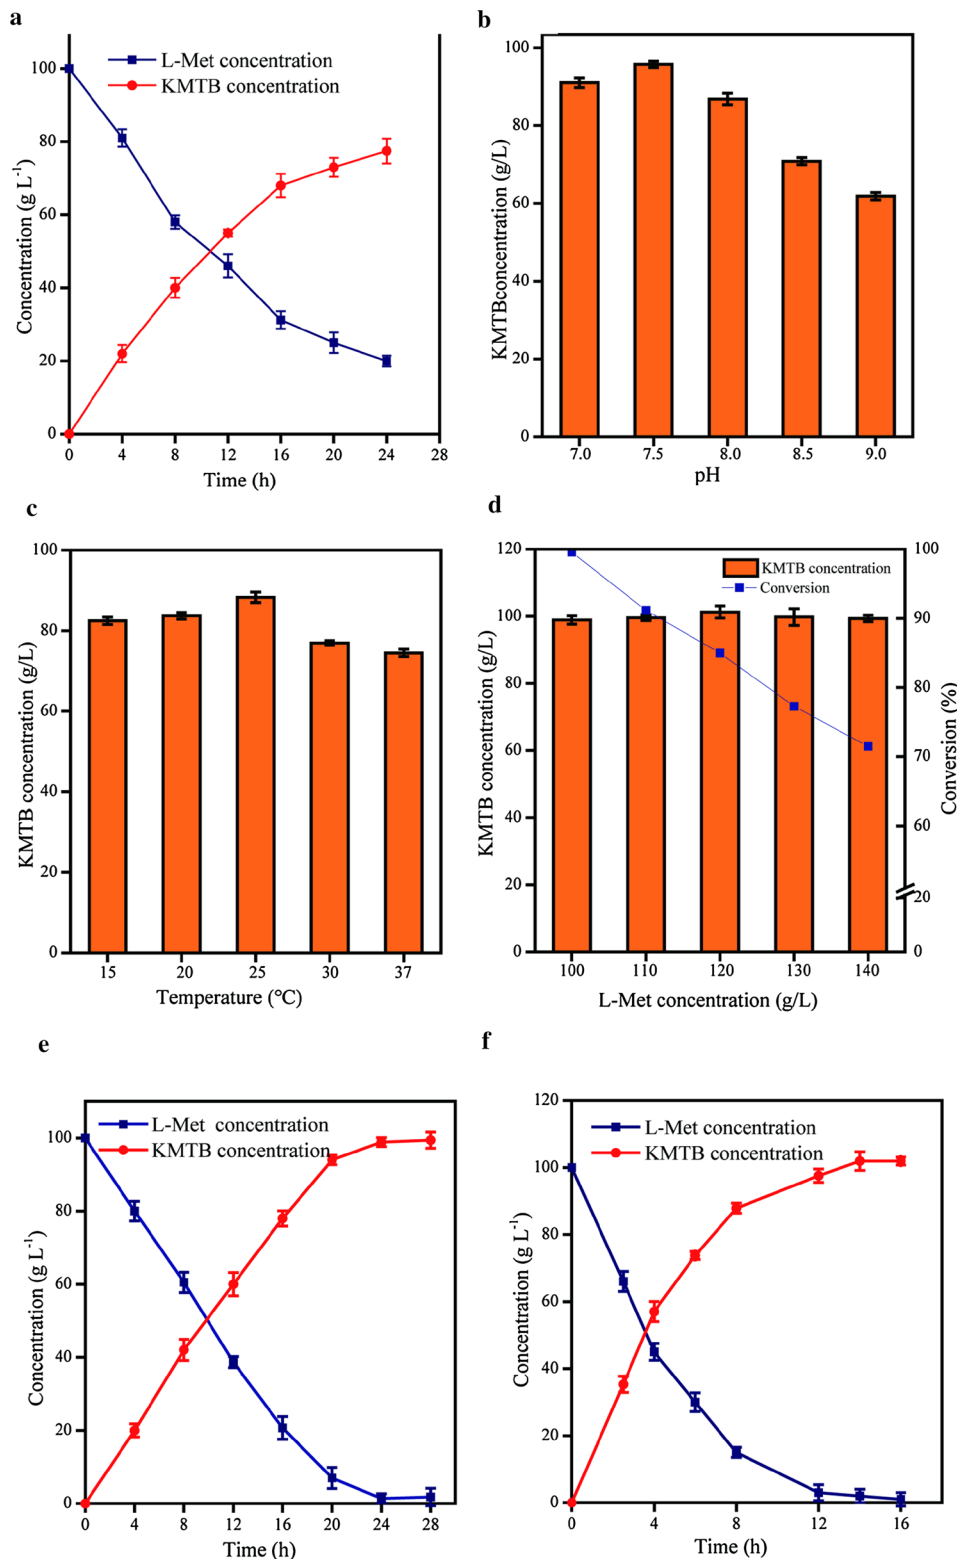 a
L-Met concentration
KMTB concentration
100
80
60
40
20
0
0 4 8 12 16 20 24 28
Concentration (g L⁻¹)
Time (h)
b
100
80
60
40
20
0
7.0 7.5 8.0 8.5 9.0
KMTBconcentration (g/L)
pH
c
100
80
60
40
20
0
15 20 25 30 37
KMTB concentration (g/L)
Temperature (°C)
d
KMTB concentration
Conversion
120
100
80
60
40
20
0
100
90
80
70
60
20
0
100 110 120 130 140
KMTB concentration (g/L)
Conversion (%)
L-Met concentration (g/L)
e
L-Met concentration
KMTB concentration
100
80
60
40
20
0
0 4 8 12 16 20 24 28
Concentration (g L⁻¹)
Time (h)
f
L-Met concentration
KMTB concentration
120
100
80
60
40
20
0
0 4 8 12 16
Concentration (g L⁻¹)
Time (h)